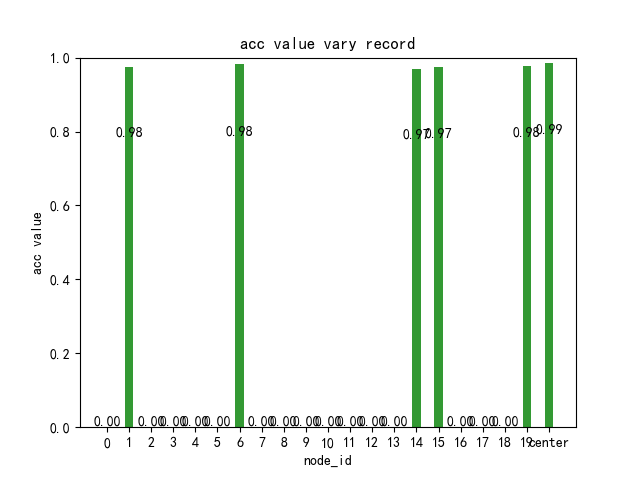 acc value vary record
1.0
0.8
0.6
0.4
0.2
0.0
acc value
0.98 0.98 0.97 0.97 0.98 0.99
0.00 0.00 0.00 0.00 0.00 0.00 0.00 0.00 0.00 0.00 0.00 0.00 0.00 0.00 0.00
0 1 2 3 4 5 6 7 8 9 10 11 12 13 14 15 16 17 18 19 center
node_id